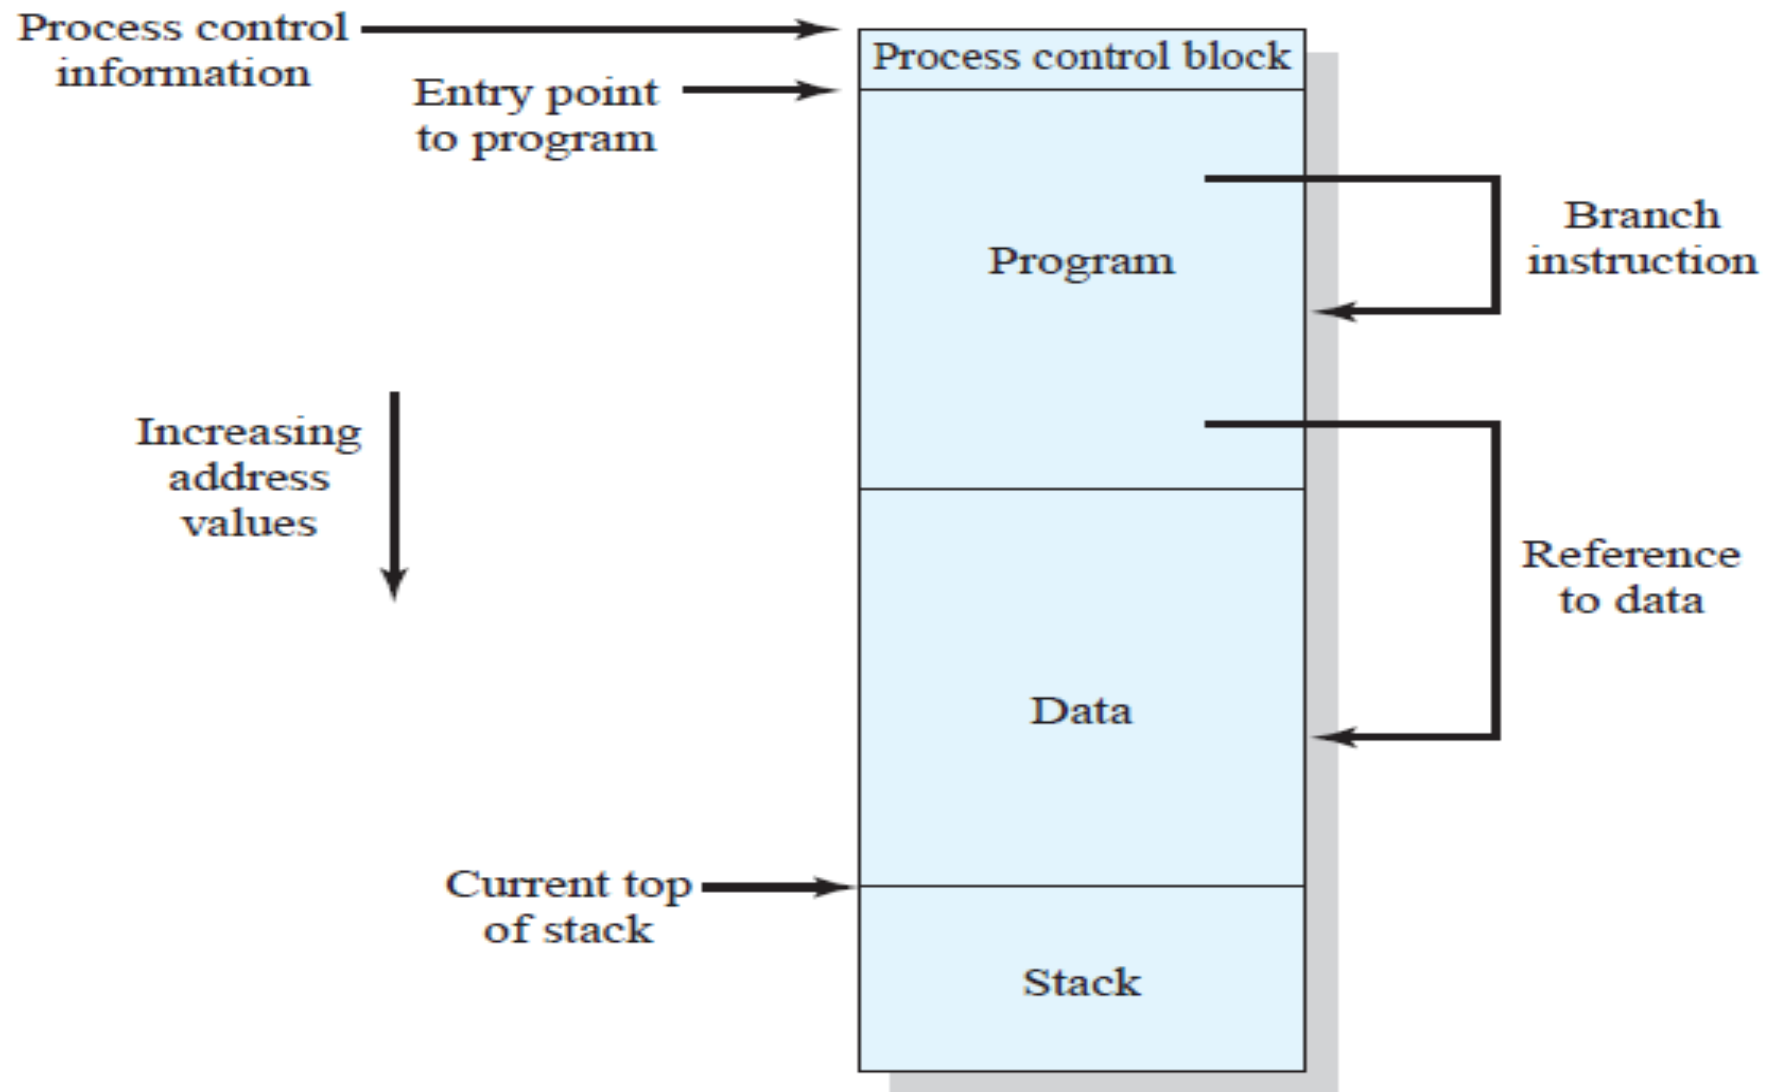 Process control
information
Process control block
Entry point
to program
Branch
instruction
Program
Increasing
address
values
Reference
to data
Data
Current top
of stack
Stack